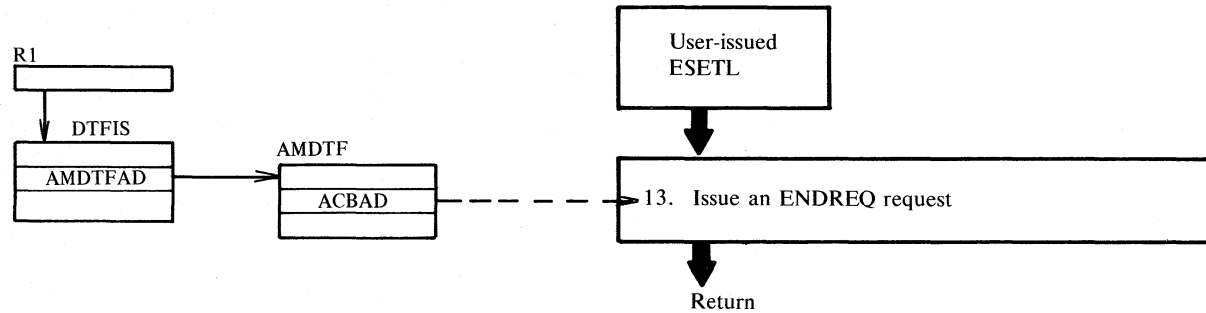 User-issued
ESETL
R1
DTFIS
AMDTFAD
AMDTF
ACBAD
13. Issue an ENDREQ request
Return